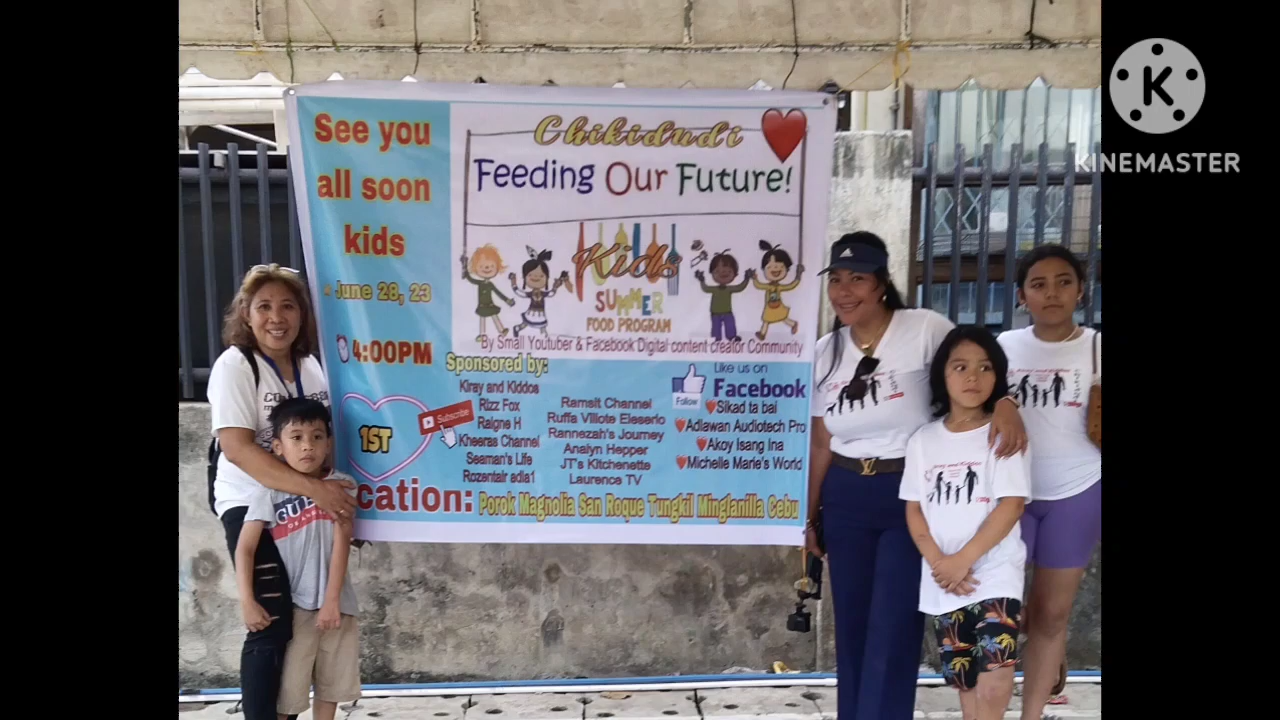 See you
all soon
kids
June 28, 23
4:00PM
1ST
Subscribe
Chikidudi
Feeding Our Future!
Kids
SUMMER
FOOD PROGRAM
"By Small Youtuber & Facebook Digital content creator Community
Sponsored by:
Kiray and Kiddos
Rizz Fox
Raigne H
Kheeras Channel
Seaman's Life
Rozentair adia1
Ramsit Channel
Ruffa Villote Eleserio
Rannezah's Journey
Analyn Hepper
JT's Kitchenette
Laurence TV
Like us on
Facebook
Follow
Sikad ta bai
Adlawan Audiotech Pro
Akoy Isang Ina
Michelle Marie's World
cation: Porok Magnolia San Roque Tungkil Minglanilla Cebu
K
KINEMASTER